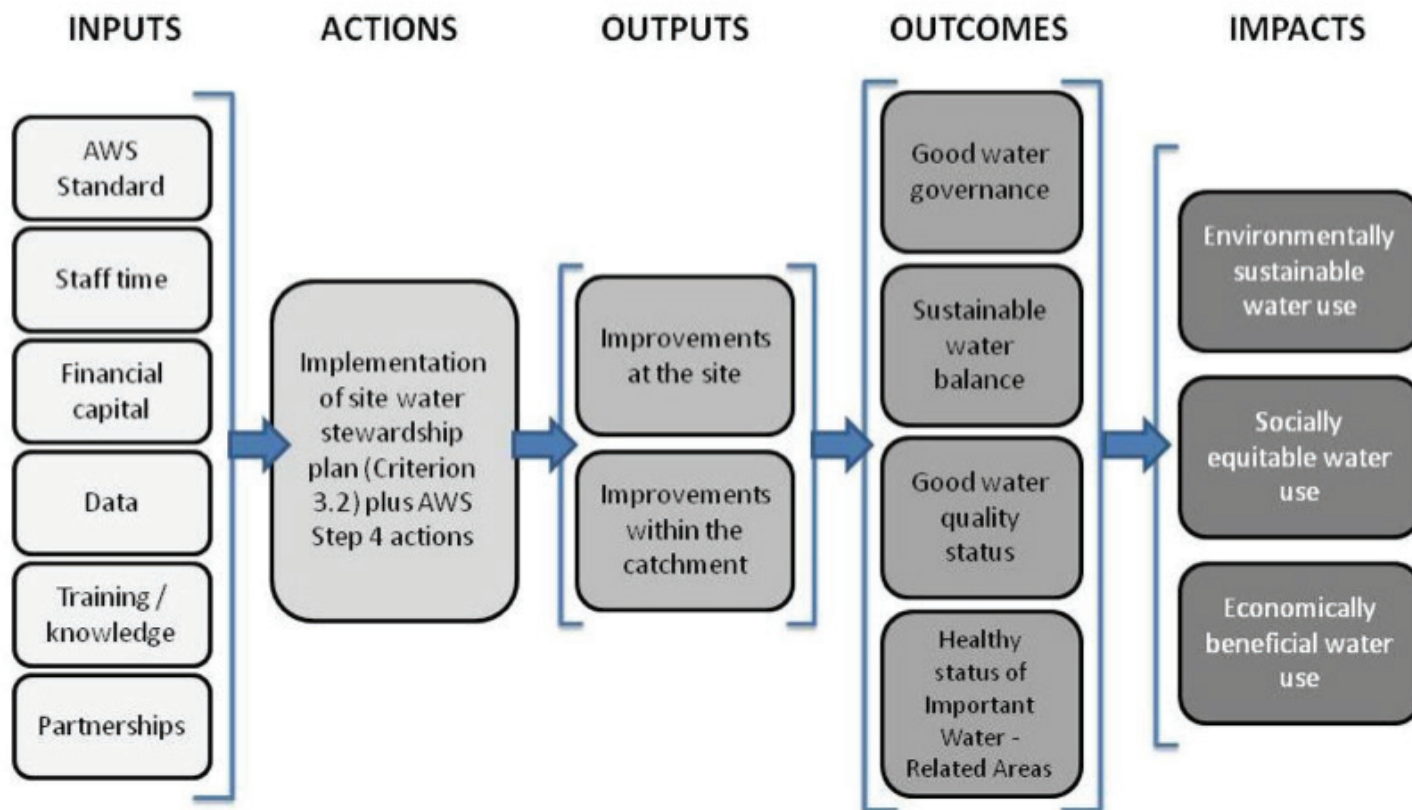 INPUTS
ACTIONS
OUTPUTS
OUTCOMES
IMPACTS
AWS
Standard
Staff time
Financial
capital
Data
Training /
knowledge
Partnerships
Implementation
of site water
stewardship
plan (Criterion
3.2) plus AWS
Step 4 actions
Improvements
at the site
Improvements
within the
catchment
Good water
governance
Sustainable
water
balance
Good water
quality
status
Healthy
status of
Important
Water -
Related Areas
Environmentally
sustainable
water use
Socially
equitable water
use
Economically
beneficial water
use